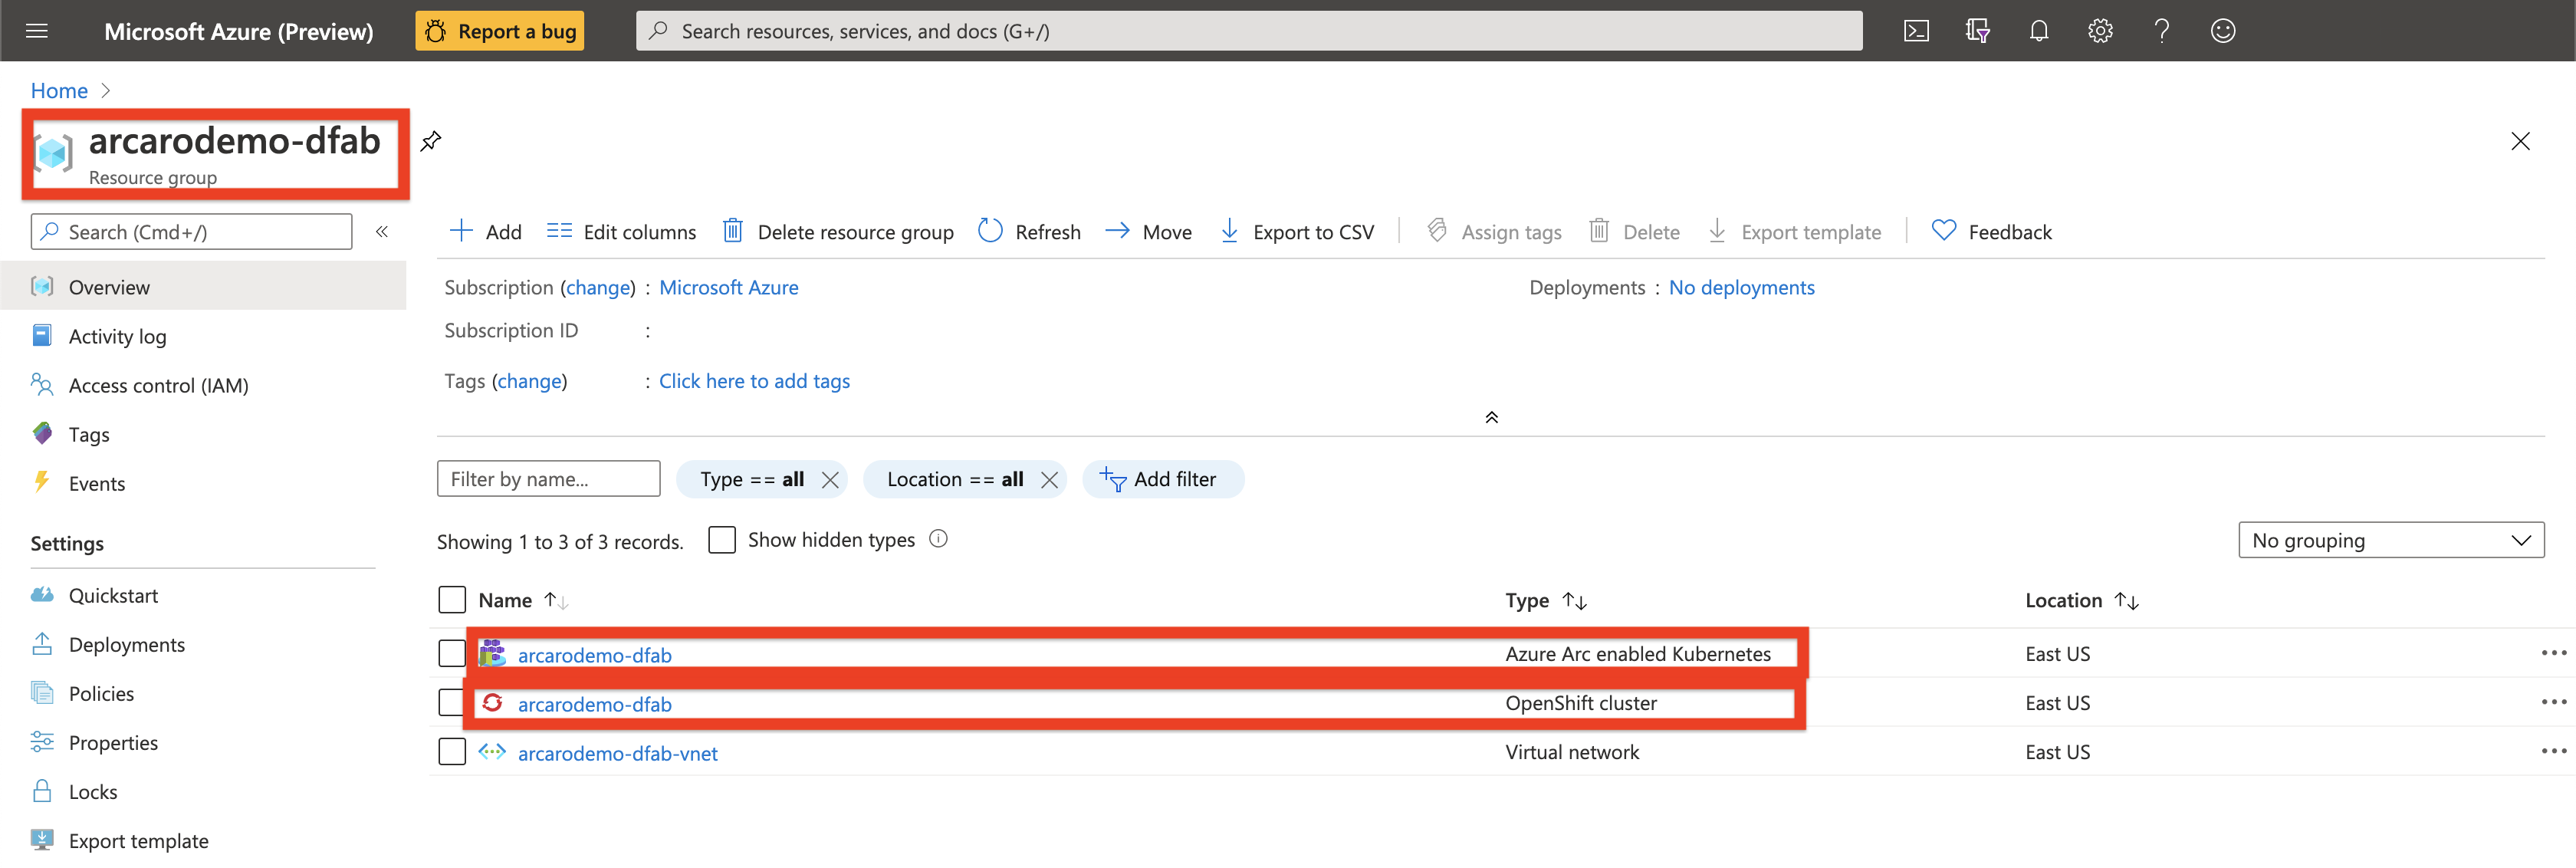 Microsoft Azure (Preview)
Report a bug
Search resources, services, and docs (G+/)
Home
arcarodemo-dfab
Resource group
Search (Cmd+/)
Overview
Activity log
Access control (IAM)
Tags
Events
Settings
Quickstart
Deployments
Policies
Properties
Locks
Export template
Add Edit columns Delete resource group Refresh Move Export to CSV Assign tags Delete Export template Feedback
Subscription (change) : Microsoft Azure
Deployments : No deployments
Subscription ID :
Tags (change) : Click here to add tags
Filter by name...
Type == all
Location == all
Add filter
Showing 1 to 3 of 3 records.
Show hidden types
No grouping
Name Type Location
arcarodemo-dfab Azure Arc enabled Kubernetes East US
arcarodemo-dfab OpenShift cluster East US
arcarodemo-dfab-vnet Virtual network East US